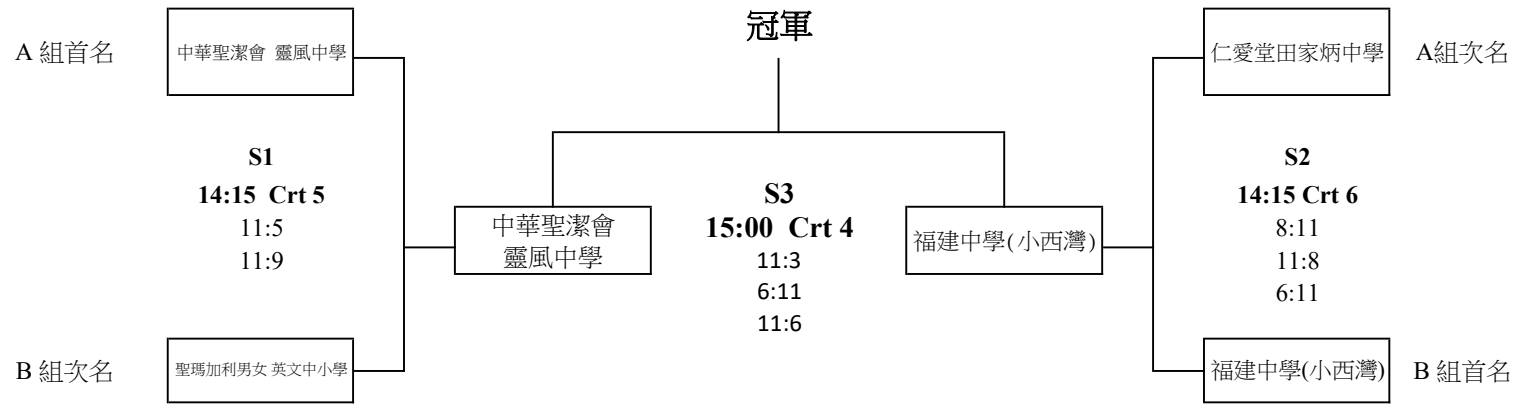 冠軍
A 組首名
中華聖潔會 靈風中學
仁愛堂田家炳中學
A組次名
S1
14:15 Crt 5
11:5
11:9
中華聖潔會
靈風中學
S3
15:00 Crt 4
11:3
6:11
11:6
福建中學(小西灣)
S2
14:15 Crt 6
8:11
11:8
6:11
B 組次名
聖瑪加利男女 英文中小學
福建中學(小西灣)
B 組首名